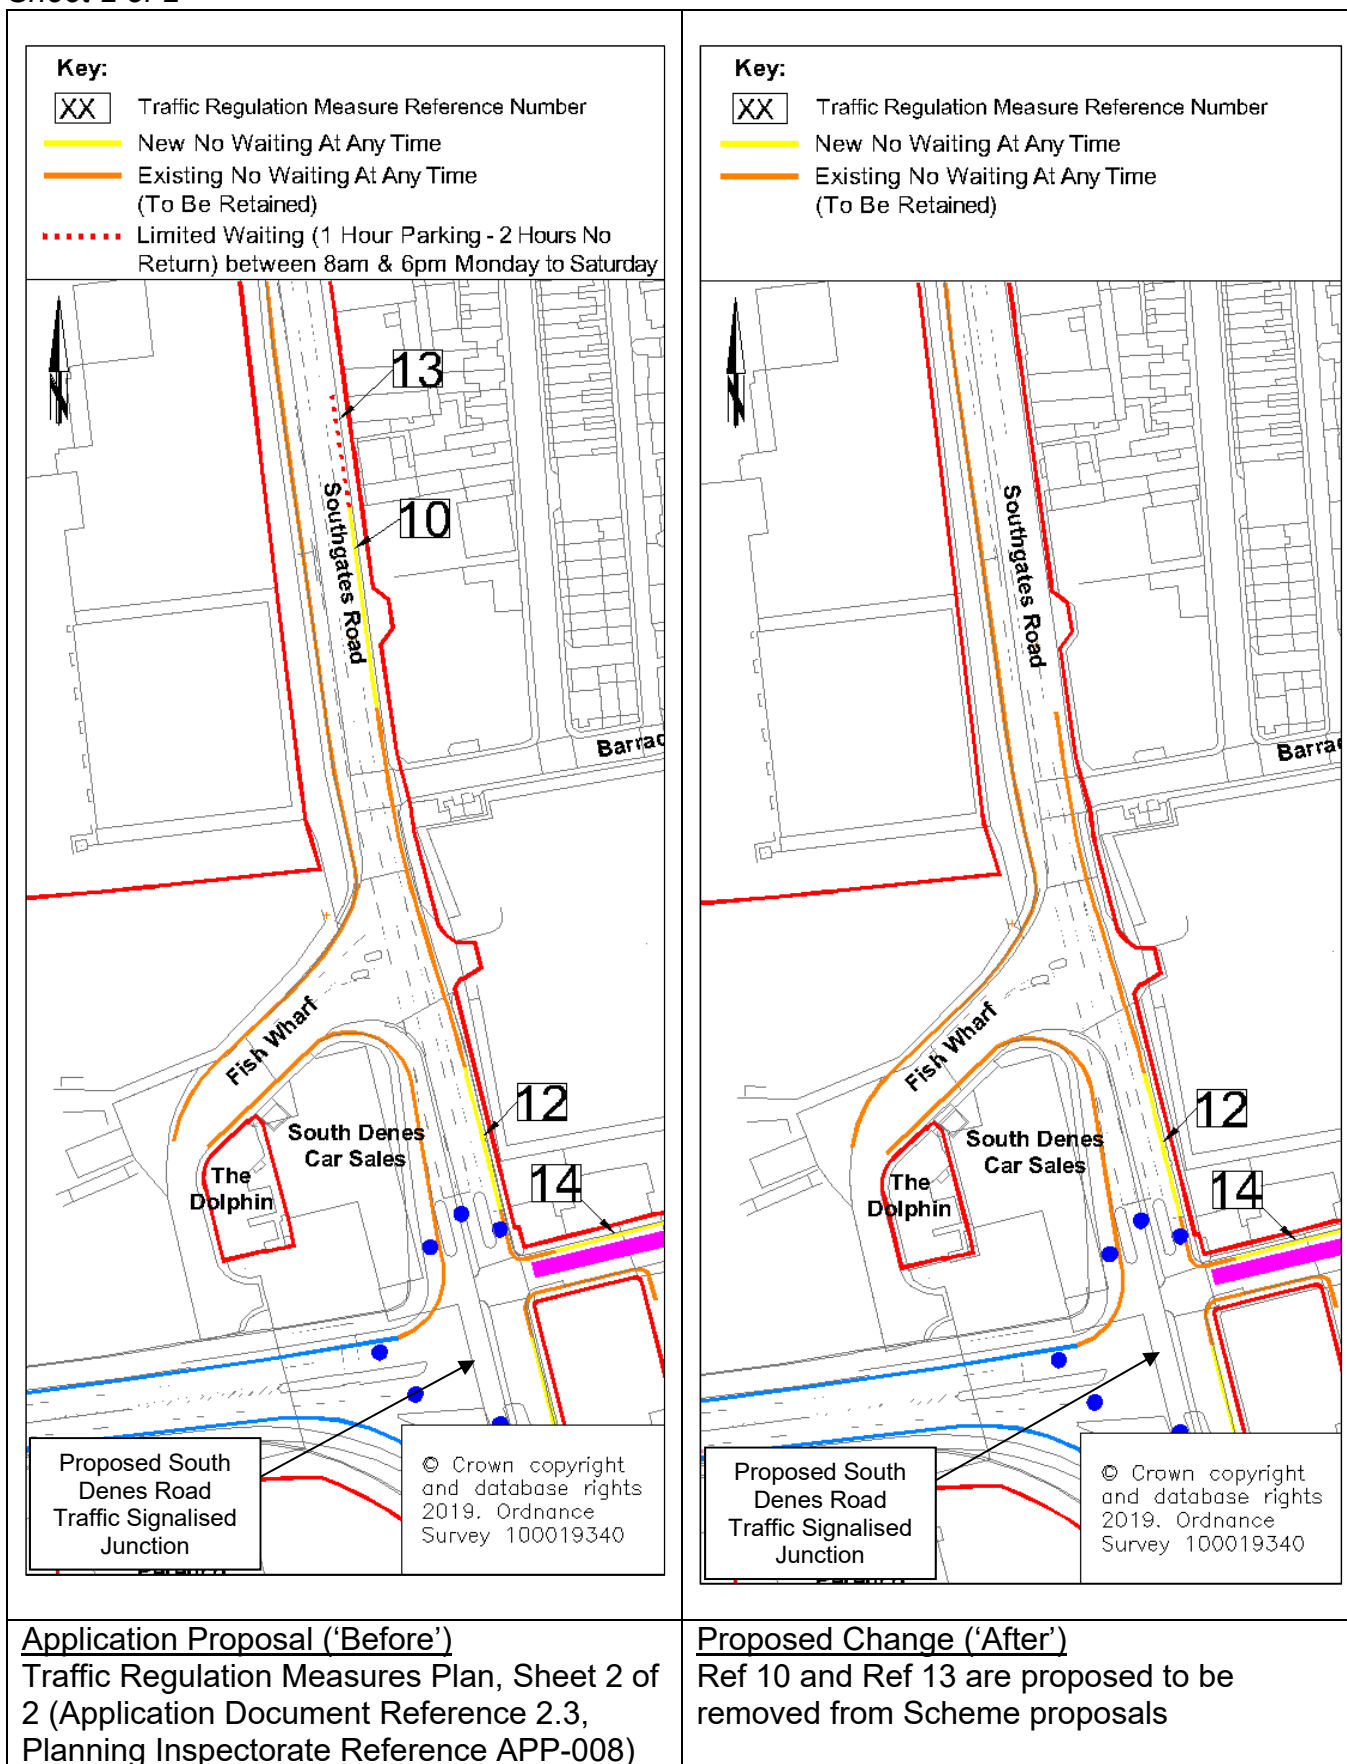 Key:
XX Traffic Regulation Measure Reference Number
New No Waiting At Any Time
Existing No Waiting At Any Time
(To Be Retained)
Limited Waiting (1 Hour Parking - 2 Hours No
Return) between 8am & 6pm Monday to Saturday
N
13
10
Southgates Road
Barrac
Fish Wharf
12
South Denes
Car Sales
The
Dolphin
14
Proposed South
Denes Road
Traffic Signalised
Junction
© Crown copyright
and database rights
2019. Ordnance
Survey 100019340
Application Proposal (‘Before’)
Traffic Regulation Measures Plan, Sheet 2 of
2 (Application Document Reference 2.3,
Planning Inspectorate Reference APP-008)
Key:
XX Traffic Regulation Measure Reference Number
New No Waiting At Any Time
Existing No Waiting At Any Time
(To Be Retained)
N
Southgates Road
Barrac
Fish Wharf
12
South Denes
Car Sales
The
Dolphin
14
Proposed South
Denes Road
Traffic Signalised
Junction
© Crown copyright
and database rights
2019. Ordnance
Survey 100019340
Proposed Change (‘After’)
Ref 10 and Ref 13 are proposed to be
removed from Scheme proposals